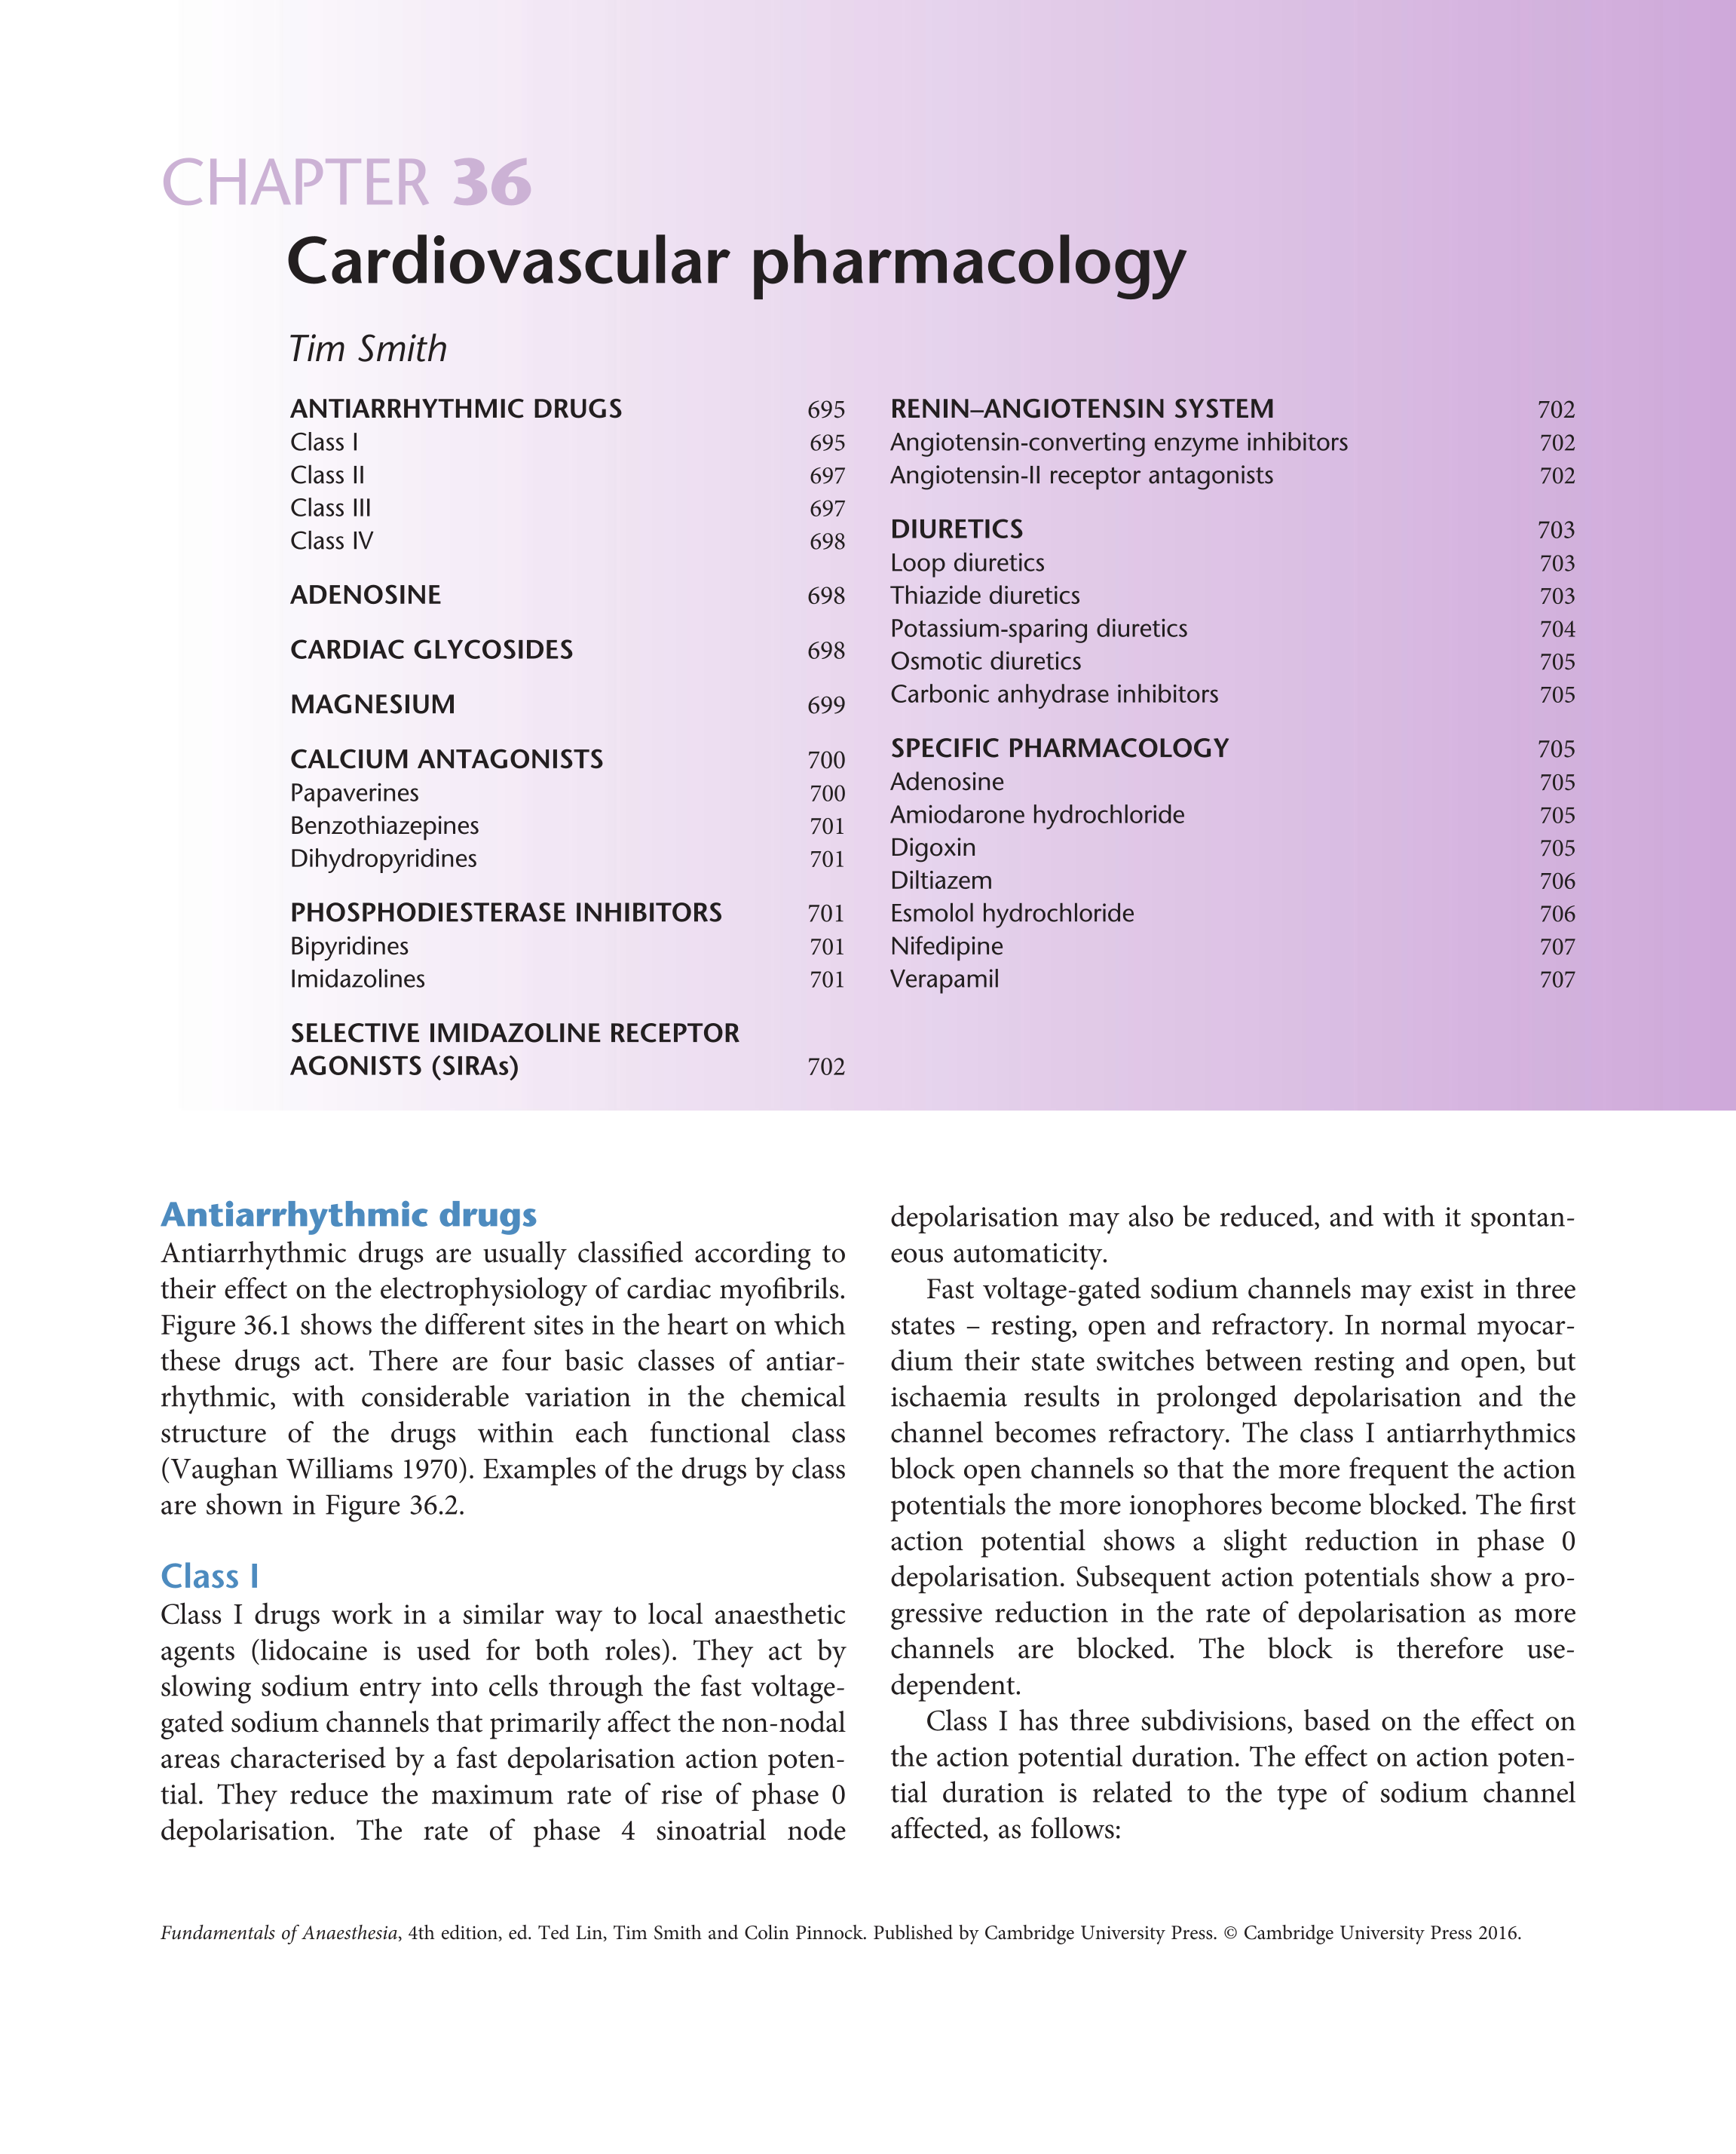 CHAPTER 36
Cardiovascular pharmacology
Tim Smith
ANTIARRHYTHMIC DRUGS 695
Class I 695
Class II 697
Class III 697
Class IV 698
ADENOSINE 698
CARDIAC GLYCOSIDES 698
MAGNESIUM 699
CALCIUM ANTAGONISTS 700
Papaverines 700
Benzothiazepines 701
Dihydropyridines 701
PHOSPHODIESTERASE INHIBITORS 701
Bipyridines 701
Imidazolines 701
SELECTIVE IMIDAZOLINE RECEPTOR
AGONISTS (SIRAs) 702
RENIN–ANGIOTENSIN SYSTEM 702
Angiotensin-converting enzyme inhibitors 702
Angiotensin-II receptor antagonists 702
DIURETICS 703
Loop diuretics 703
Thiazide diuretics 703
Potassium-sparing diuretics 704
Osmotic diuretics 705
Carbonic anhydrase inhibitors 705
SPECIFIC PHARMACOLOGY 705
Adenosine 705
Amiodarone hydrochloride 705
Digoxin 705
Diltiazem 706
Esmolol hydrochloride 706
Nifedipine 707
Verapamil 707
Antiarrhythmic drugs
Antiarrhythmic drugs are usually classified according to
their effect on the electrophysiology of cardiac myofibrils.
Figure 36.1 shows the different sites in the heart on which
these drugs act. There are four basic classes of antiar-
rhythmic, with considerable variation in the chemical
structure of the drugs within each functional class
(Vaughan Williams 1970). Examples of the drugs by class
are shown in Figure 36.2.
Class I
Class I drugs work in a similar way to local anaesthetic
agents (lidocaine is used for both roles). They act by
slowing sodium entry into cells through the fast voltage-
gated sodium channels that primarily affect the non-nodal
areas characterised by a fast depolarisation action poten-
tial. They reduce the maximum rate of rise of phase 0
depolarisation. The rate of phase 4 sinoatrial node
depolarisation may also be reduced, and with it spontan-
eous automaticity.
Fast voltage-gated sodium channels may exist in three
states – resting, open and refractory. In normal myocar-
dium their state switches between resting and open, but
ischaemia results in prolonged depolarisation and the
channel becomes refractory. The class I antiarrhythmics
block open channels so that the more frequent the action
potentials the more ionophores become blocked. The first
action potential shows a slight reduction in phase 0
depolarisation. Subsequent action potentials show a pro-
gressive reduction in the rate of depolarisation as more
channels are blocked. The block is therefore use-
dependent.
Class I has three subdivisions, based on the effect on
the action potential duration. The effect on action poten-
tial duration is related to the type of sodium channel
affected, as follows:
Fundamentals of Anaesthesia, 4th edition, ed. Ted Lin, Tim Smith and Colin Pinnock. Published by Cambridge University Press. © Cambridge University Press 2016.